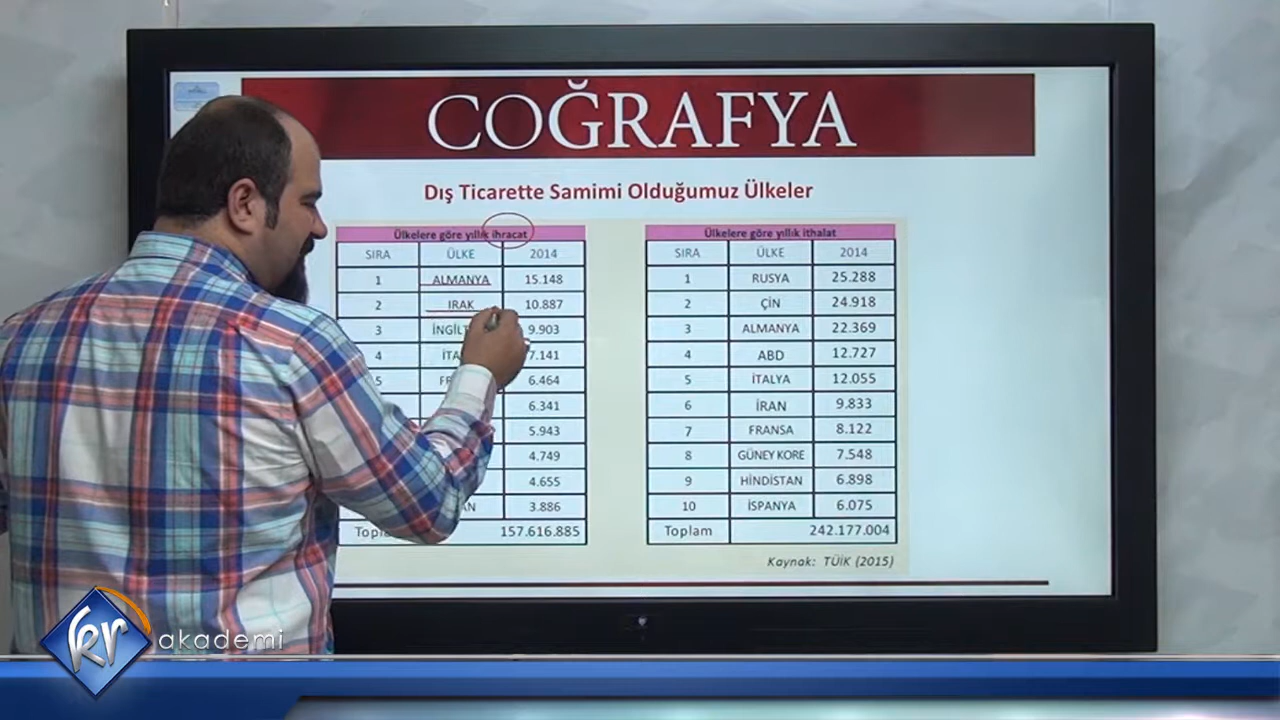 COĞRAFYA
Dış Ticarette Samimi Olduğumuz Ülkeler
Ülkelere göre yıllık ihracat
SIRA ÜLKE 2014
1 ALMANYA 15.148
2 IRAK 10.887
3 9.903
4 7.141
5 6.464
6.341
5.943
4.749
4.655
3.886
157.616.885
Ülkelere göre yıllık ithalat
SIRA ÜLKE 2014
1 RUSYA 25.288
2 ÇİN 24.918
3 ALMANYA 22.369
4 ABD 12.727
5 İTALYA 12.055
6 İRAN 9.833
7 FRANSA 8.122
8 GÜNEY KORE 7.548
9 HİNDİSTAN 6.898
10 İSPANYA 6.075
Toplam 242.177.004
Kaynak: TÜİK (2015)
kr akademi